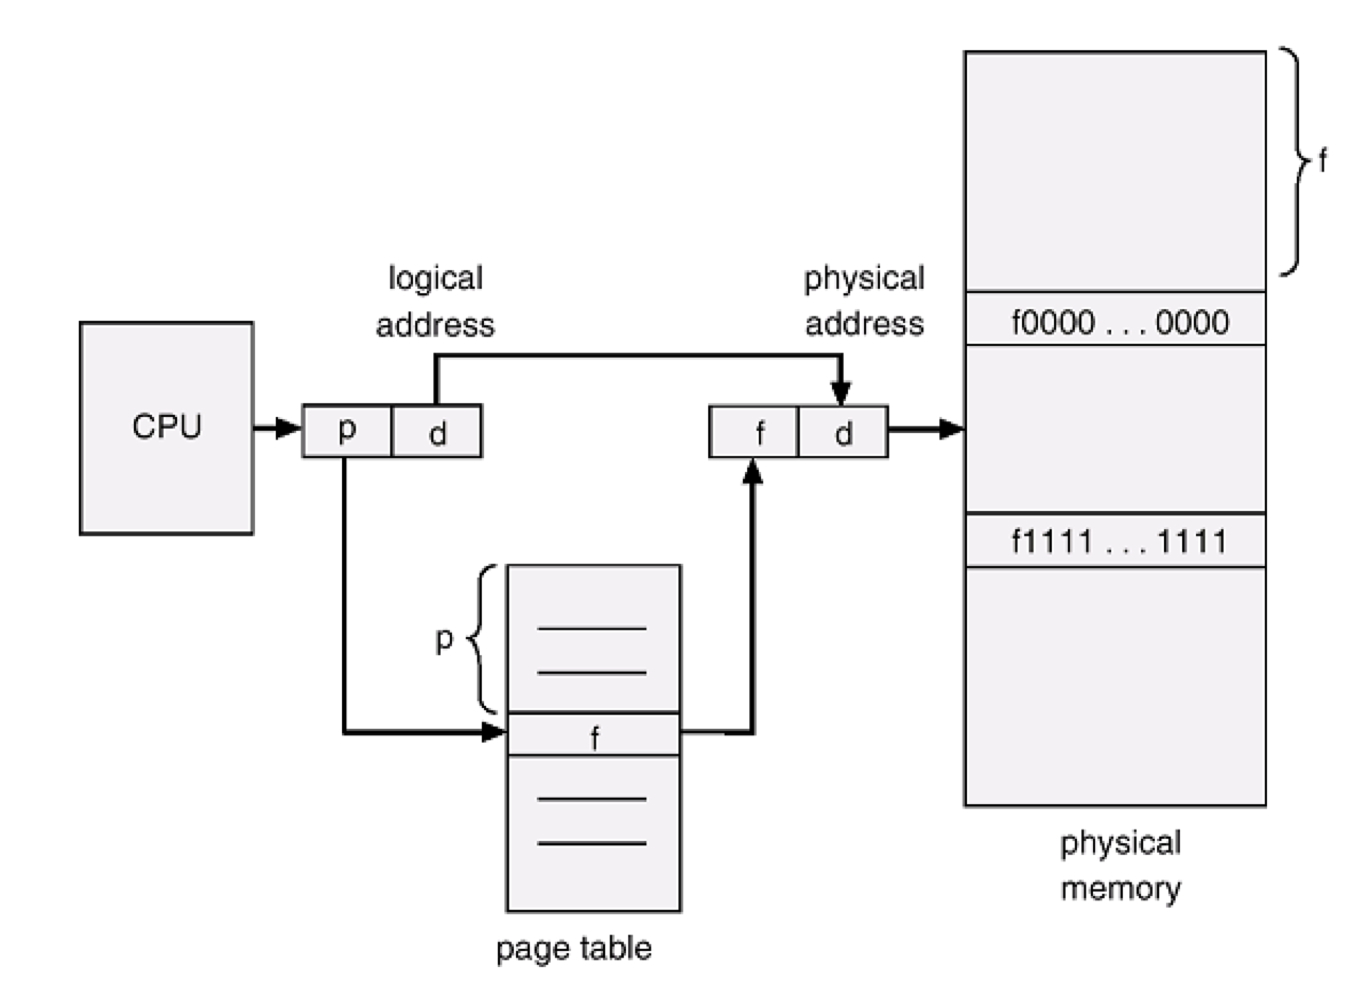 f
logical
address
physical
address
f0000 . . . 0000
CPU
p
d
f
d
f1111 . . . 1111
p
f
physical
memory
page table